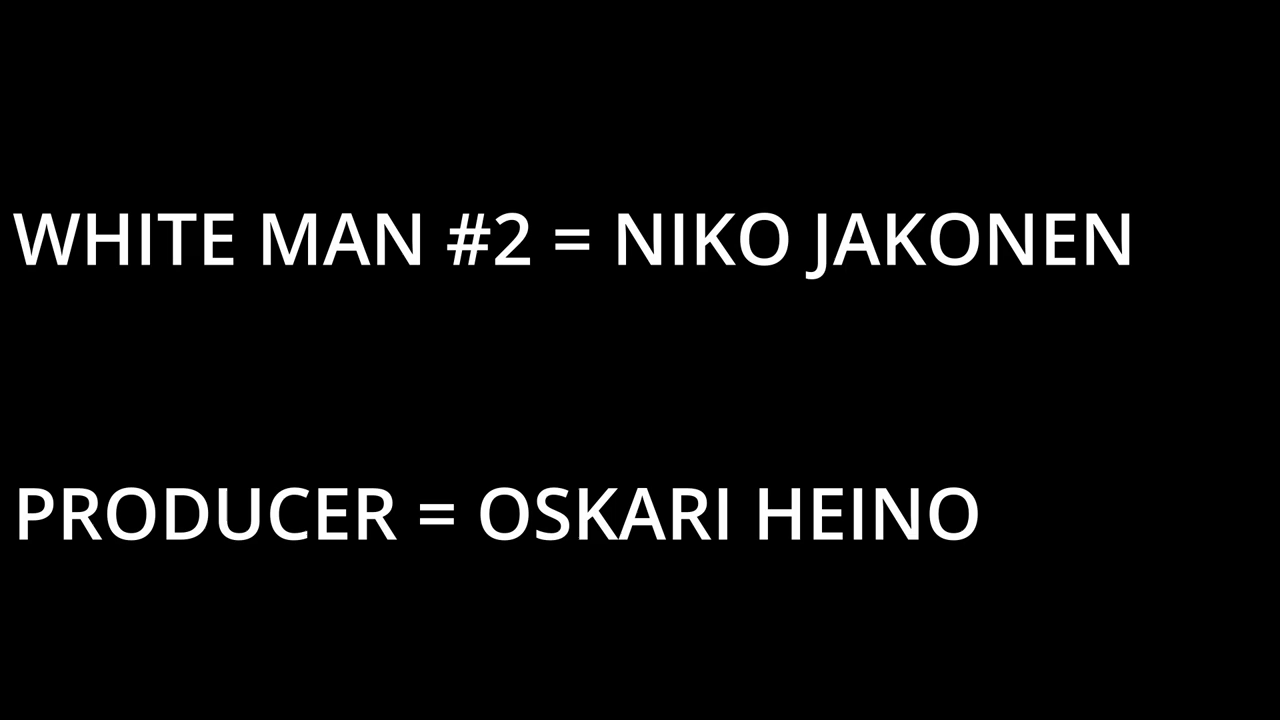 WHITE MAN #2 = NIKO JAKONEN
PRODUCER = OSKARI HEINO